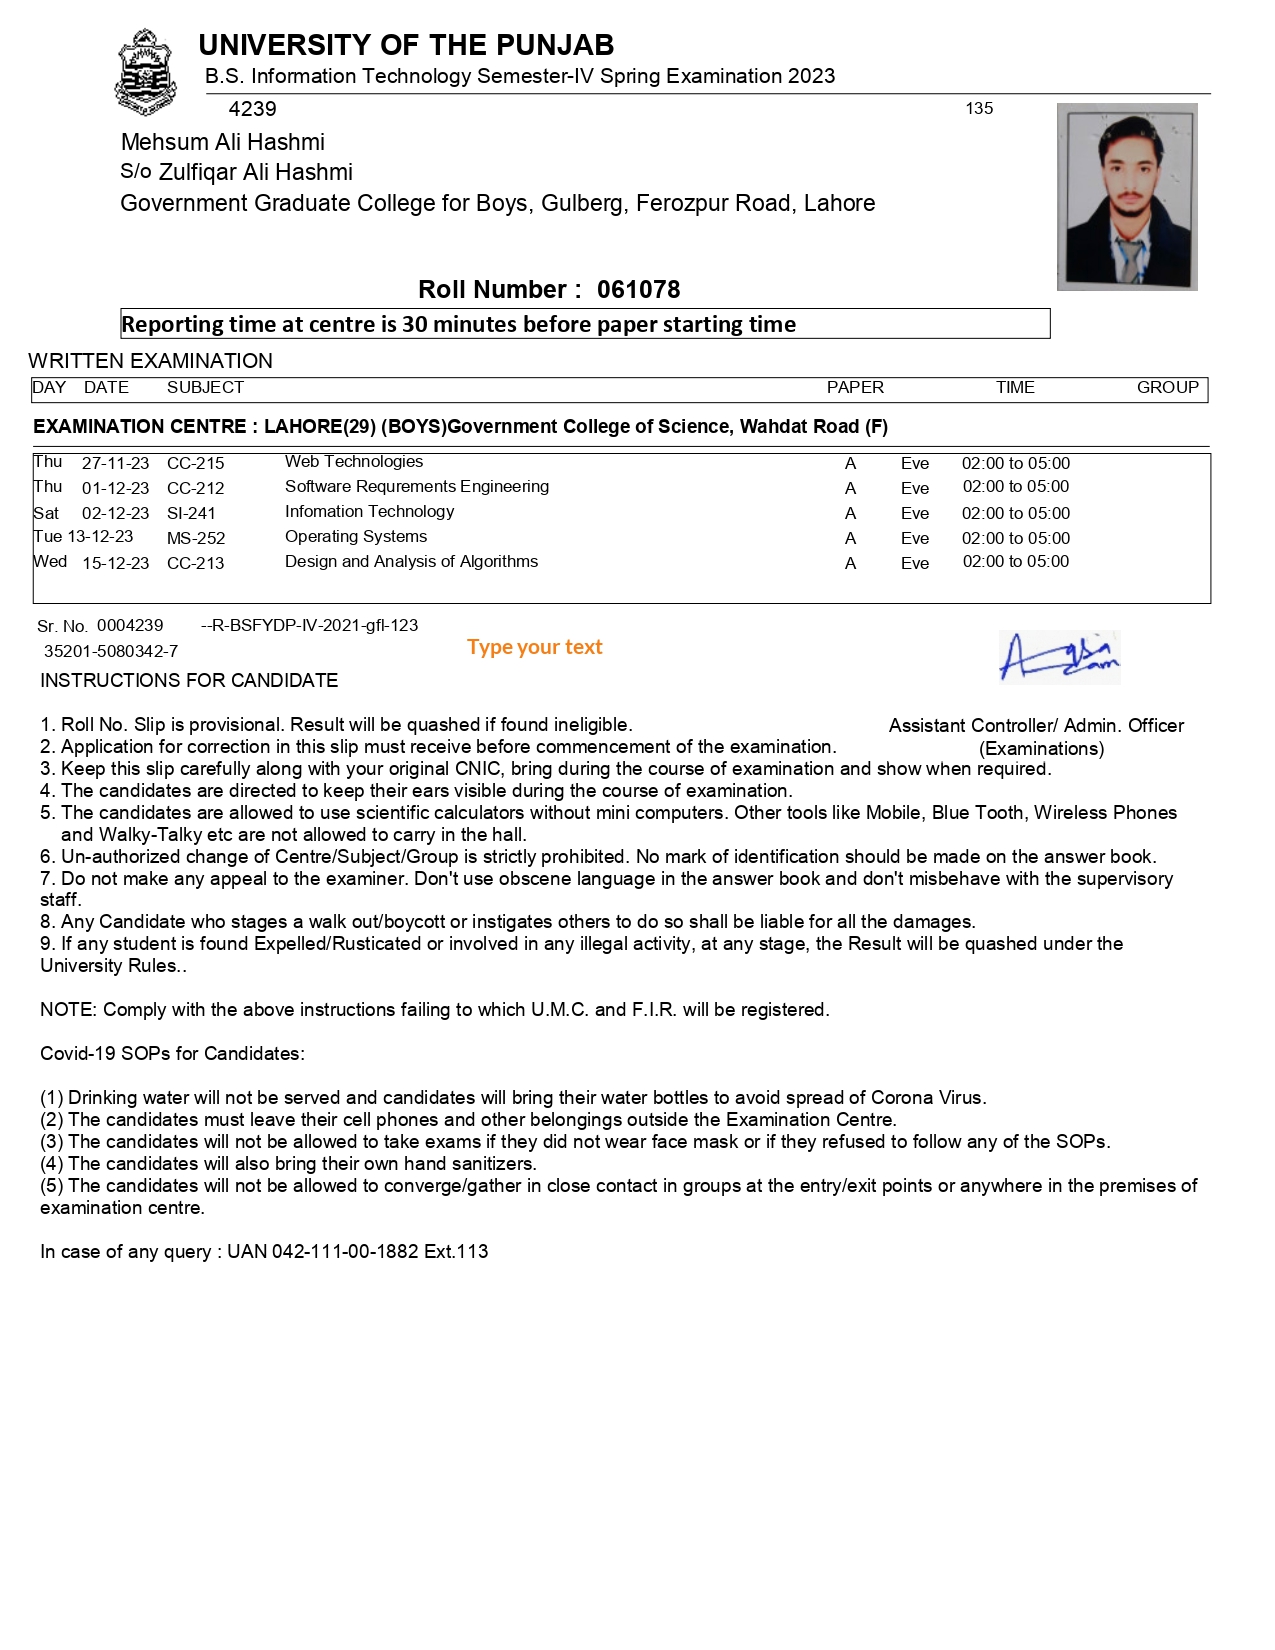 UNIVERSITY OF THE PUNJAB
B.S. Information Technology Semester-IV Spring Examination 2023
4239 135
Mehsum Ali Hashmi
S/o Zulfiqar Ali Hashmi
Government Graduate College for Boys, Gulberg, Ferozpur Road, Lahore
Roll Number : 061078
Reporting time at centre is 30 minutes before paper starting time
WRITTEN EXAMINATION
DAY DATE SUBJECT PAPER TIME GROUP
EXAMINATION CENTRE : LAHORE(29) (BOYS)Government College of Science, Wahdat Road (F)
Thu 27-11-23 CC-215 Web Technologies A Eve 02:00 to 05:00
Thu 01-12-23 CC-212 Software Requrements Engineering A Eve 02:00 to 05:00
Sat 02-12-23 SI-241 Infomation Technology A Eve 02:00 to 05:00
Tue 13-12-23 MS-252 Operating Systems A Eve 02:00 to 05:00
Wed 15-12-23 CC-213 Design and Analysis of Algorithms A Eve 02:00 to 05:00
Sr. No. 0004239 --R-BSFYDP-IV-2021-gfl-123
35201-5080342-7 Type your text
INSTRUCTIONS FOR CANDIDATE
1. Roll No. Slip is provisional. Result will be quashed if found ineligible.
Assistant Controller/ Admin. Officer
2. Application for correction in this slip must receive before commencement of the examination.
(Examinations)
3. Keep this slip carefully along with your original CNIC, bring during the course of examination and show when required.
4. The candidates are directed to keep their ears visible during the course of examination.
5. The candidates are allowed to use scientific calculators without mini computers. Other tools like Mobile, Blue Tooth, Wireless Phones
and Walky-Talky etc are not allowed to carry in the hall.
6. Un-authorized change of Centre/Subject/Group is strictly prohibited. No mark of identification should be made on the answer book.
7. Do not make any appeal to the examiner. Don't use obscene language in the answer book and don't misbehave with the supervisory
staff.
8. Any Candidate who stages a walk out/boycott or instigates others to do so shall be liable for all the damages.
9. If any student is found Expelled/Rusticated or involved in any illegal activity, at any stage, the Result will be quashed under the
University Rules..
NOTE: Comply with the above instructions failing to which U.M.C. and F.I.R. will be registered.
Covid-19 SOPs for Candidates:
(1) Drinking water will not be served and candidates will bring their water bottles to avoid spread of Corona Virus.
(2) The candidates must leave their cell phones and other belongings outside the Examination Centre.
(3) The candidates will not be allowed to take exams if they did not wear face mask or if they refused to follow any of the SOPs.
(4) The candidates will also bring their own hand sanitizers.
(5) The candidates will not be allowed to converge/gather in close contact in groups at the entry/exit points or anywhere in the premises of
examination centre.
In case of any query : UAN 042-111-00-1882 Ext.113